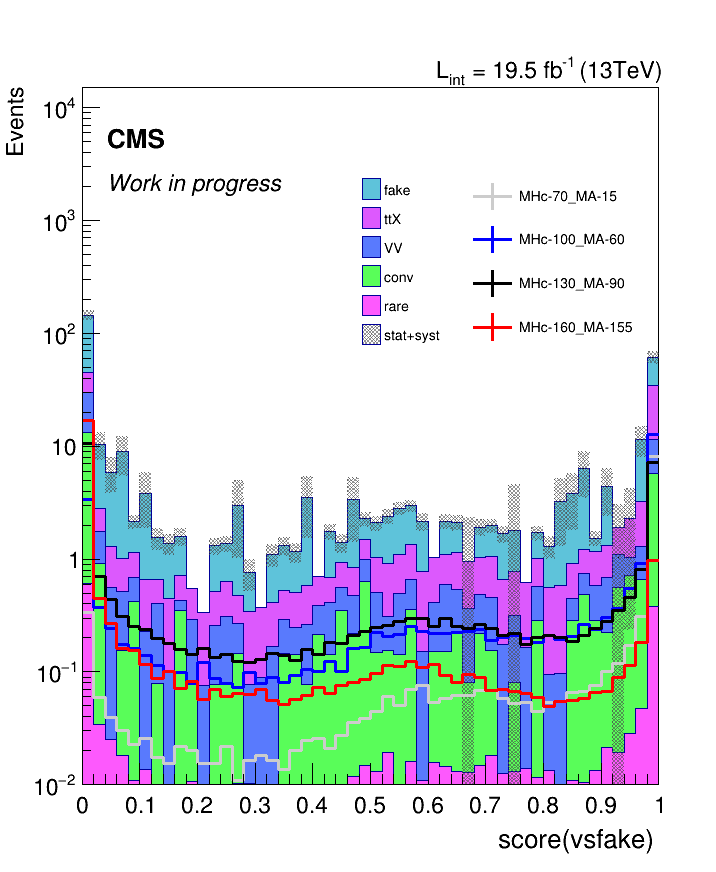 L_int = 19.5 fb^-1 (13TeV)
Events
CMS
Work in progress
fake
ttX
VV
conv
rare
stat+syst
MHc-70_MA-15
MHc-100_MA-60
MHc-130_MA-90
MHc-160_MA-155
10^4
10^3
10^2
10
1
10^-1
10^-2
0 0.1 0.2 0.3 0.4 0.5 0.6 0.7 0.8 0.9 1
score(vsfake)